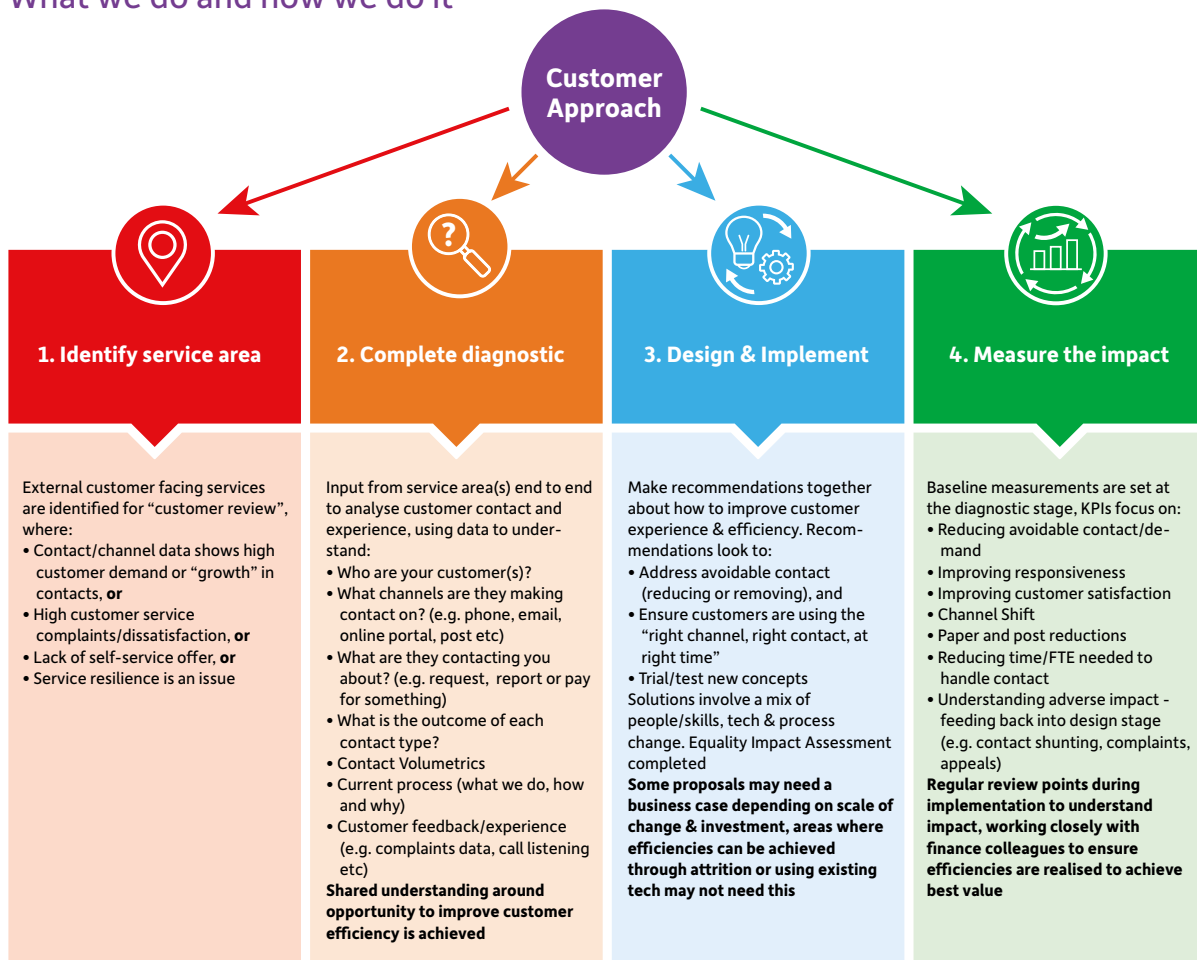 What we do and how we do it
Customer
Approach
1. Identify service area
External customer facing services
are identified for “customer review”,
where:
• Contact/channel data shows high
customer demand or “growth” in
contacts, or
• High customer service
complaints/dissatisfaction, or
• Lack of self-service offer, or
• Service resilience is an issue
2. Complete diagnostic
Input from service area(s) end to end
to analyse customer contact and
experience, using data to under-
stand:
• Who are your customer(s)?
• What channels are they making
contact on? (e.g. phone, email,
online portal, post etc)
• What are they contacting you
about? (e.g. request, report or pay
for something)
• What is the outcome of each
contact type?
• Contact Volumetrics
• Current process (what we do, how
and why)
• Customer feedback/experience
(e.g. complaints data, call listening
etc)
Shared understanding around
opportunity to improve customer
efficiency is achieved
3. Design & Implement
Make recommendations together
about how to improve customer
experience & efficiency. Recom-
mendations look to:
• Address avoidable contact
(reducing or removing), and
• Ensure customers are using the
“right channel, right contact, at
right time”
• Trial/test new concepts
Solutions involve a mix of
people/skills, tech & process
change. Equality Impact Assessment
completed
Some proposals may need a
business case depending on scale of
change & investment, areas where
efficiencies can be achieved
through attrition or using existing
tech may not need this
4. Measure the impact
Baseline measurements are set at
the diagnostic stage, KPIs focus on:
• Reducing avoidable contact/de-
mand
• Improving responsiveness
• Improving customer satisfaction
• Channel Shift
• Paper and post reductions
• Reducing time/FTE needed to
handle contact
• Understanding adverse impact -
feeding back into design stage
(e.g. contact shunting, complaints,
appeals)
Regular review points during
implementation to understand
impact, working closely with
finance colleagues to ensure
efficiencies are realised to achieve
best value